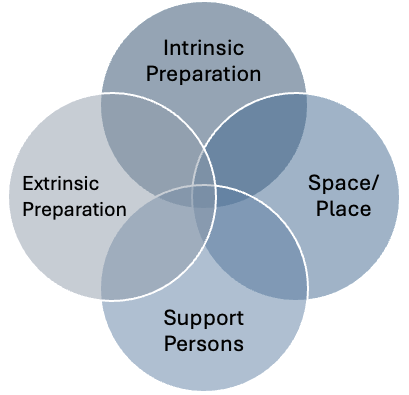 Intrinsic
Preparation
Extrinsic
Preparation
Space/
Place
Support
Persons